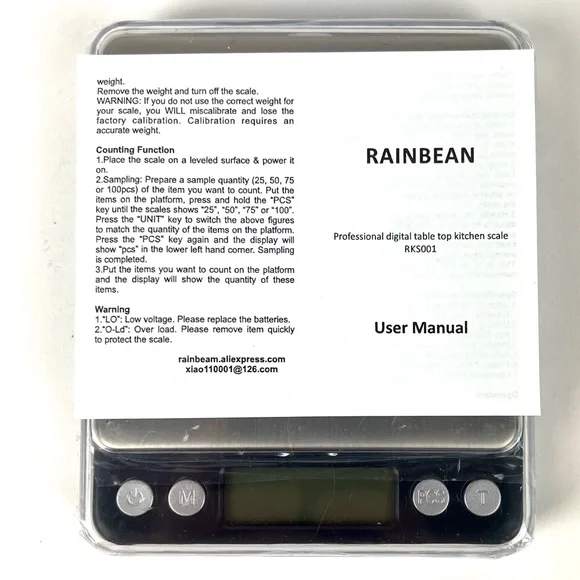 weight.
Remove the weight and turn off the scale.
WARNING: If you do not use the correct weight for
your scale, you WILL miscalibrate and lose the
factory calibration. Calibration requires an
accurate weight.
Counting Function
1.Place the scale on a leveled surface & power it
on.
2.Sampling: Prepare a sample quantity (25, 50, 75
or 100pcs) of the item you want to count. Put the
items on the platform, press and hold the "PCS"
key until the scales shows "25", "50", "75" or "100".
Press the "UNIT" key to switch the above figures
to match the quantity of the items on the platform.
Press the "PCS" key again and the display will
show "pcs" in the lower left hand corner. Sampling
is completed.
3.Put the items you want to count on the platform
and the display will show the quantity of these
items.
Warning
1."LO": Low voltage. Please replace the batteries.
2."O-Ld": Over load. Please remove item quickly
to protect the scale.
rainbeam.aliexpress.com
xiao110001@126.com
RAINBEAN
Professional digital table top kitchen scale
RKS001
User Manual
M
PCS
T